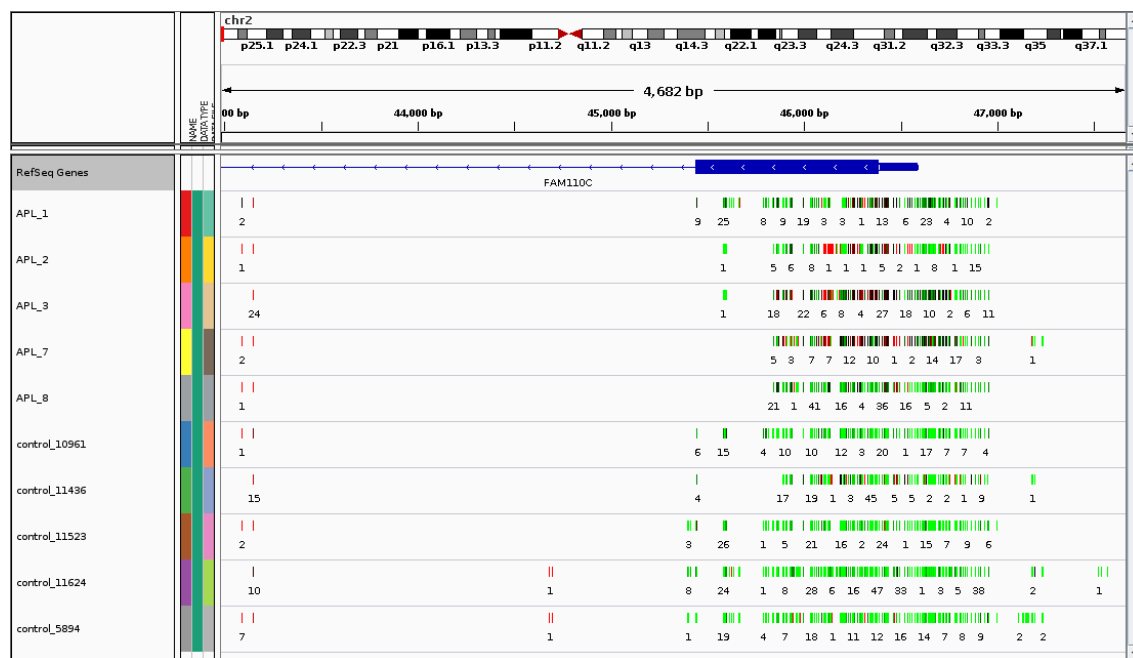 chr2
p25.1 p24.1 p22.3 p21 p16.1 p13.3 p11.2 q11.2 q13 q14.3 q22.1 q23.3 q24.3 q31.2 q32.3 q33.3 q35 q37.1
4,682 bp
00 bp 44,000 bp 45,000 bp 46,000 bp 47,000 bp
NAME
DATA TYPE
DATA FILE
RefSeq Genes
FAM110C
APL_1
2 9 25 8 9 19 3 3 1 13 6 23 4 10 2
APL_2
1 1 5 6 8 1 1 1 5 2 1 8 1 15
APL_3
24 1 18 22 6 8 4 27 18 10 2 6 11
APL_7
2 5 3 7 7 12 10 1 2 14 17 3 1
APL_8
1 21 1 41 16 4 36 16 5 2 11
control_10961
1 6 15 4 10 10 12 3 20 1 17 7 7 4
control_11436
15 4 17 19 1 3 45 5 5 2 2 1 9 1
control_11523
2 3 26 1 5 21 16 2 24 1 15 7 9 6
control_11624
10 1 8 24 1 8 28 6 16 47 33 1 3 5 38 2 1
control_5894
7 1 1 19 4 7 18 1 11 12 16 14 7 8 9 2 2